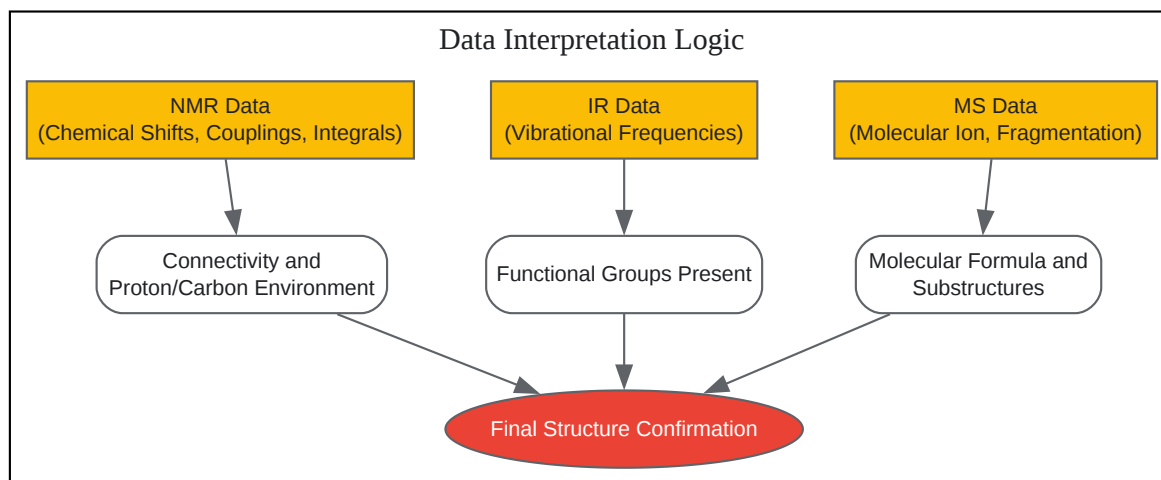 Data Interpretation Logic
NMR Data
(Chemical Shifts, Couplings, Integrals)
IR Data
(Vibrational Frequencies)
MS Data
(Molecular Ion, Fragmentation)
Connectivity and
Proton/Carbon Environment
Functional Groups Present
Molecular Formula and
Substructures
Final Structure Confirmation